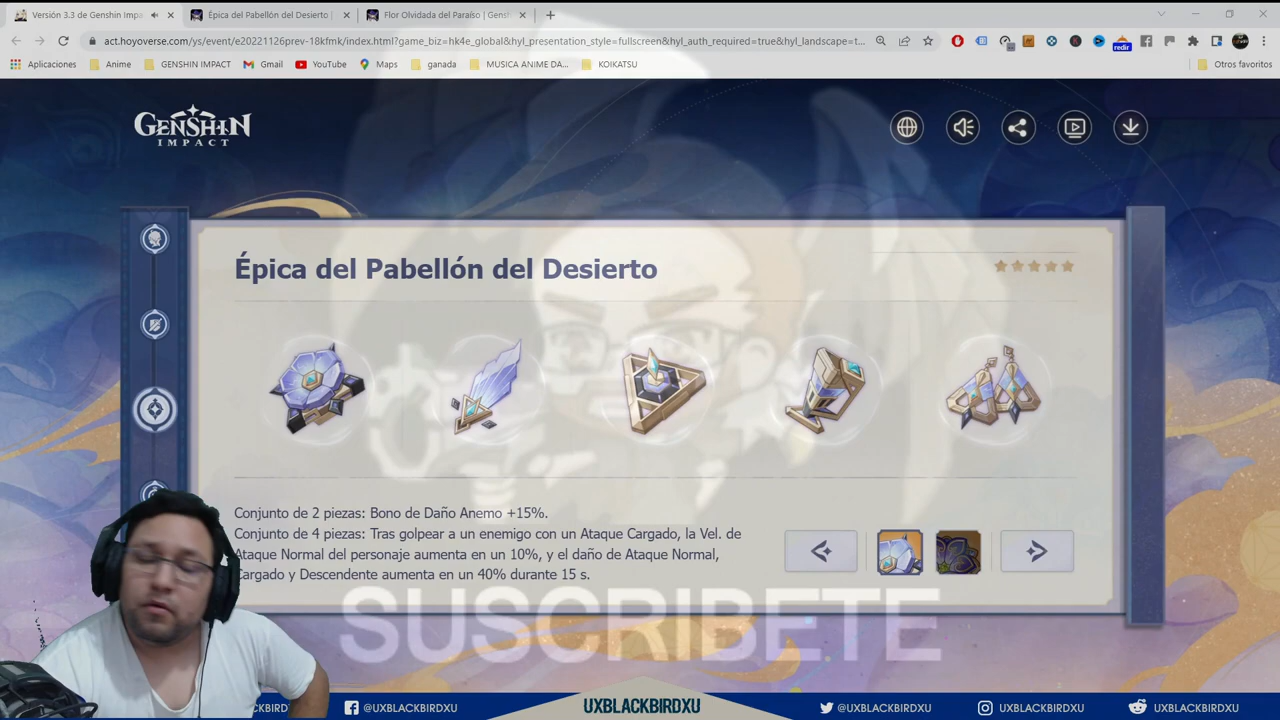 Versión 3.3 de Genshin Impa
Épica del Pabellón del Desierto |
Flor Olvidada del Paraíso | Gensh
act.hoyoverse.com/ys/event/e20221126prev-18kfmk/index.html?game_biz=hk4e_global&hyl_presentation_style=fullscreen&hyl_auth_required=true&hyl_landscape=t...
redir
Aplicaciones
Anime
GENSHIN IMPACT
Gmail
YouTube
Maps
ganada
MUSICA ANIME DA...
KOIKATSU
Otros favoritos
GENSHIN
IMPACT
Épica del Pabellón del Desierto
Conjunto de 2 piezas: Bono de Daño Anemo +15%.
Conjunto de 4 piezas: Tras golpear a un enemigo con un Ataque Cargado, la Vel. de
Ataque Normal del personaje aumenta en un 10%, y el daño de Ataque Normal,
Cargado y Descendente aumenta en un 40% durante 15 s.
SUSCRIBETE
CKBIRDXU
@UXBLACKBIRDXU
UXBLACKBIRDXU
@UXBLACKBIRDXU
UXBLACKBIRDXU
UXBLACKBIRDXU